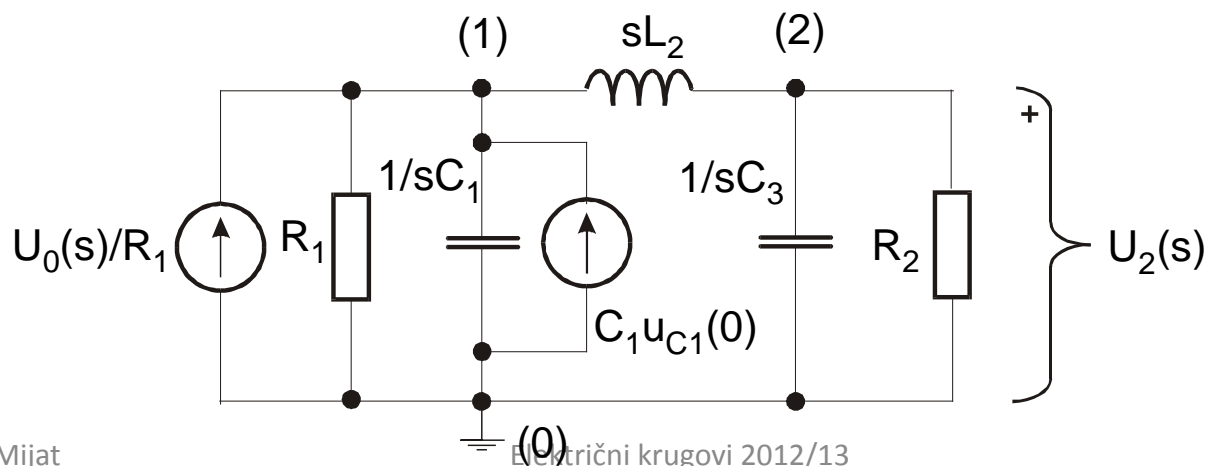 (1) sL₂ (2)
+
1/sC₁ 1/sC₃
U₀(s)/R₁ R₁ R₂ U₂(s)
C₁u_C1(0)
(0)
Mijat Električni krugovi 2012/13